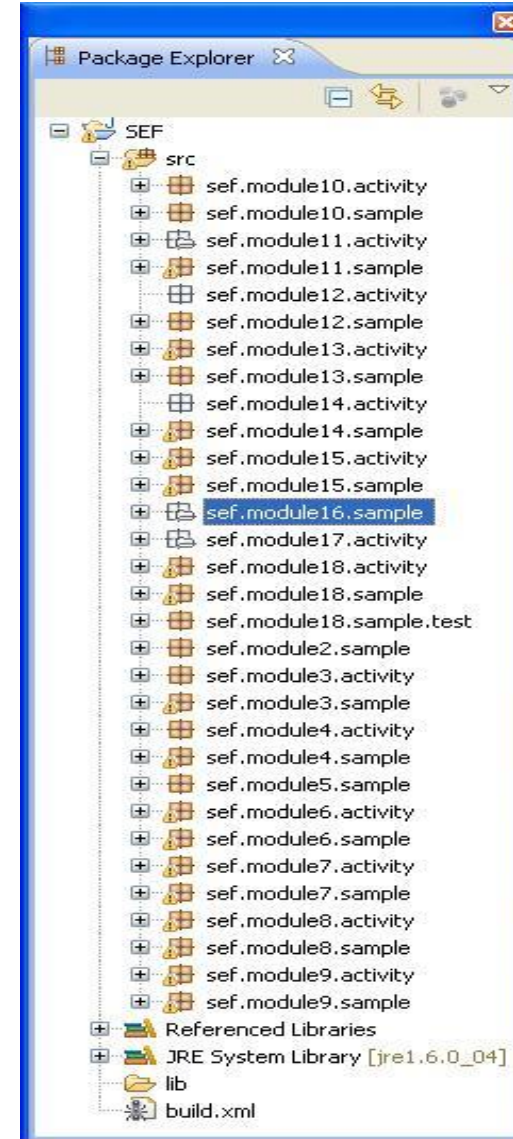 Package Explorer
SEF
src
sef.module10.activity
sef.module10.sample
sef.module11.activity
sef.module11.sample
sef.module12.activity
sef.module12.sample
sef.module13.activity
sef.module13.sample
sef.module14.activity
sef.module14.sample
sef.module15.activity
sef.module15.sample
sef.module16.sample
sef.module17.activity
sef.module18.activity
sef.module18.sample
sef.module18.sample.test
sef.module2.sample
sef.module3.activity
sef.module3.sample
sef.module4.activity
sef.module4.sample
sef.module5.sample
sef.module6.activity
sef.module6.sample
sef.module7.activity
sef.module7.sample
sef.module8.activity
sef.module8.sample
sef.module9.activity
sef.module9.sample
Referenced Libraries
JRE System Library [jre1.6.0_04]
lib
build.xml